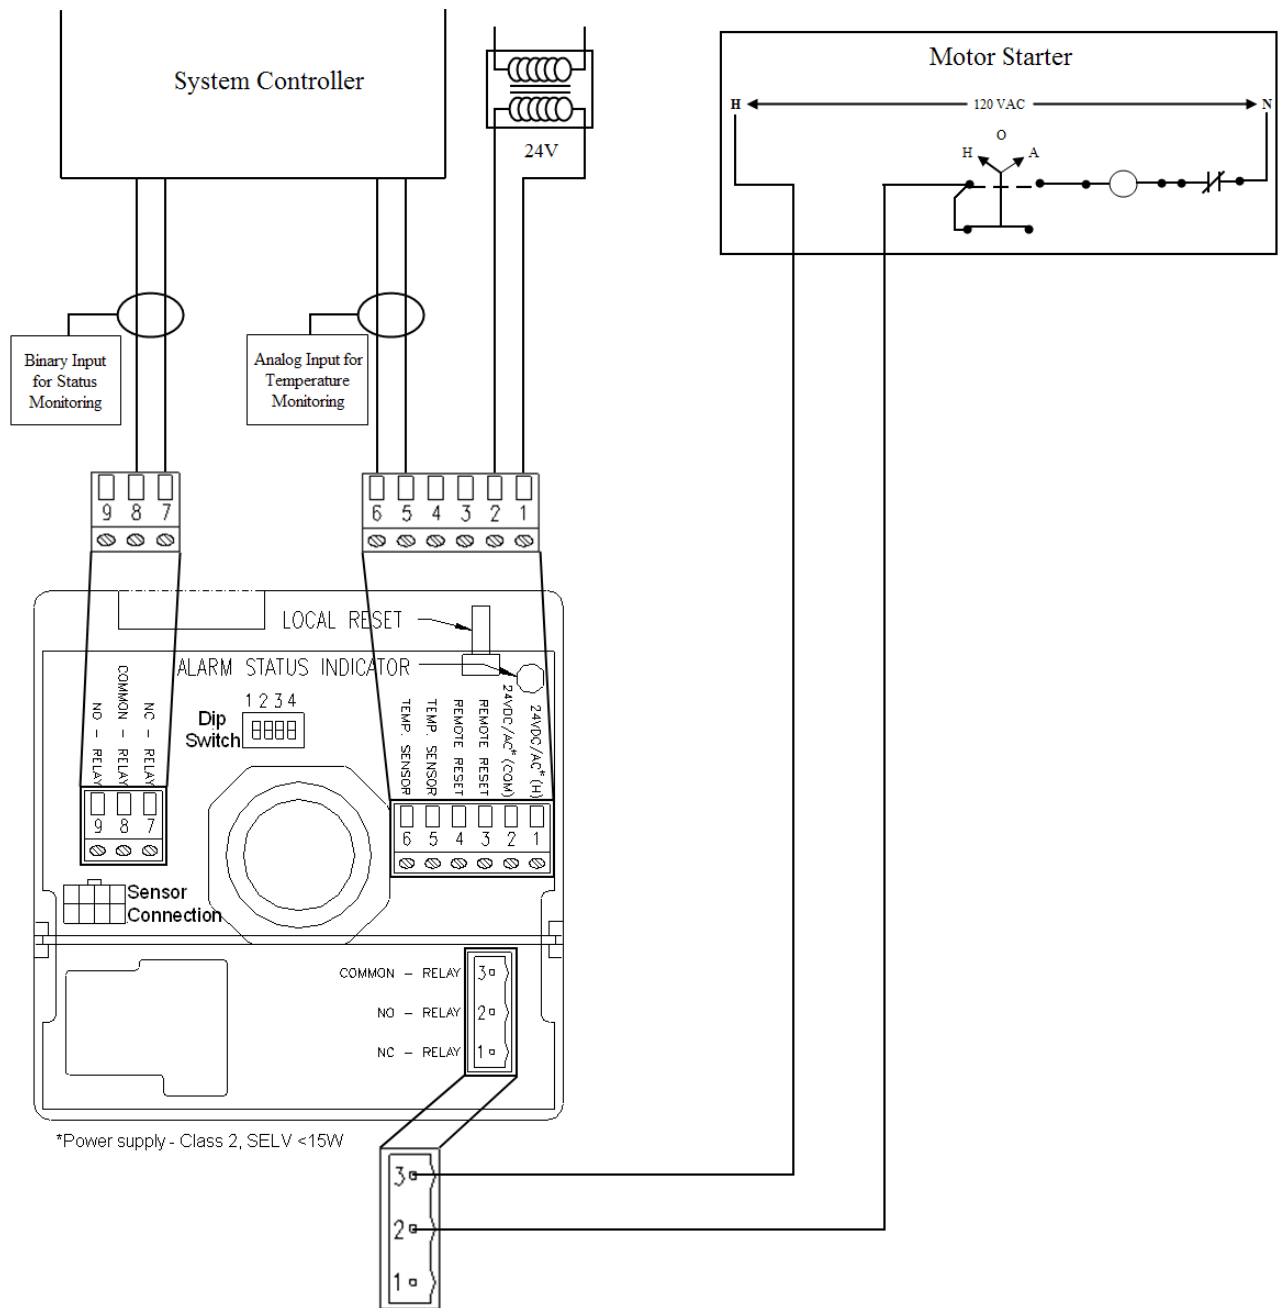 System Controller
24V
Motor Starter
H
120 VAC
N
O
H
A
Binary Input
for Status
Monitoring
Analog Input for
Temperature
Monitoring
9 8 7
6 5 4 3 2 1
LOCAL RESET
ALARM STATUS INDICATOR
1 2 3 4
Dip
Switch
NO - RELAY
COMMON - RELAY
NC - RELAY
TEMP. SENSOR
TEMP. SENSOR
REMOTE RESET
REMOTE RESET
24VDC/AC* (COM)
24VDC/AC* (H)
9 8 7
6 5 4 3 2 1
Sensor
Connection
COMMON - RELAY 3
NO - RELAY 2
NC - RELAY 1
*Power supply - Class 2, SELV <15W
3
2
1